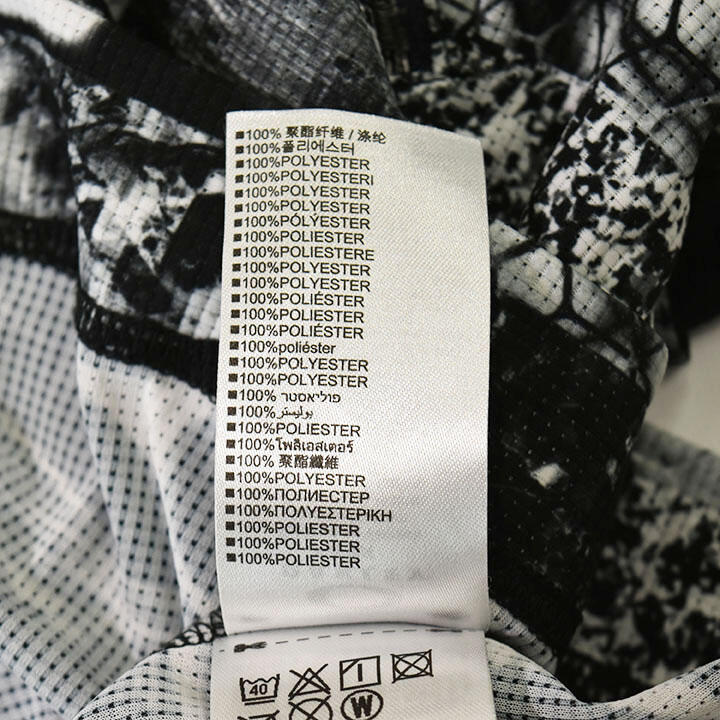 ■100% 聚酯纤维 / 涤纶
■100%폴리에스터
■100%POLYESTER
■100%POLYESTERI
■100%POLYESTER
■100%POLYESTER
■100%PÓLÝESTER
■100%POLIESTER
■100%POLIESTERE
■100%POLYESTER
■100%POLYESTER
■100%POLIÉSTER
■100%POLIESTER
■100%POLIÉSTER
■100%poliéster
■100%POLYESTER
■100%POLYESTER
■100% פוליאסטר
■100% بوليستر
■100%POLYESTER
■100%โพลิเอสเตอร์
■100% 聚酯纖維
■100%POLYESTER
■100%ПОЛИЕСТЕР
■100%ΠΟΛΥΕΣΤΕΡΙΚΗ
■100%POLIESTER
■100%POLIESTER
■100%POLIESTER
40
W